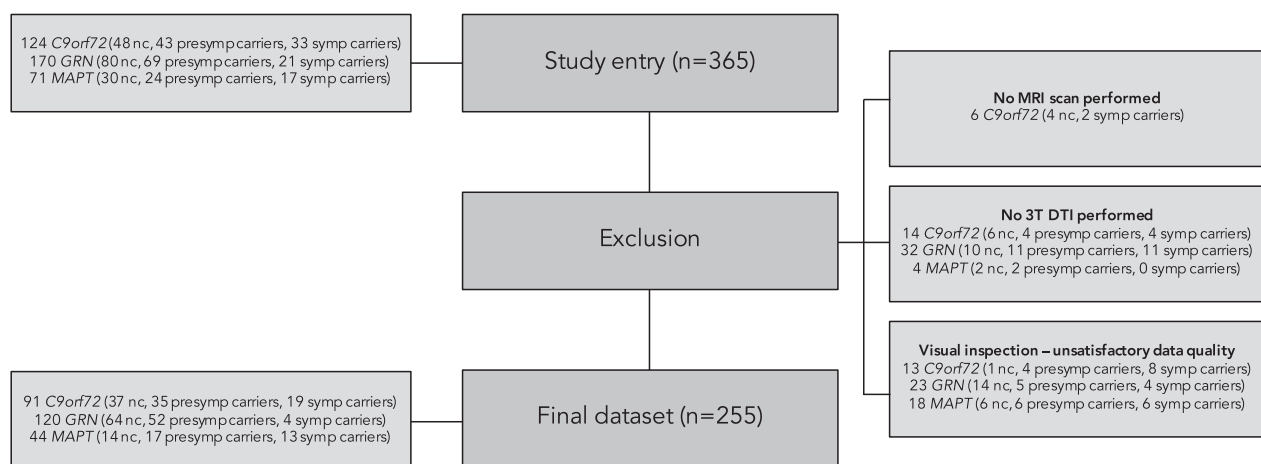 124 C9orf72 (48 nc, 43 presymp carriers, 33 symp carriers)
170 GRN (80 nc, 69 presymp carriers, 21 symp carriers)
71 MAPT (30 nc, 24 presymp carriers, 17 symp carriers)
Study entry (n=365)
No MRI scan performed
6 C9orf72 (4 nc, 2 symp carriers)
Exclusion
No 3T DTI performed
14 C9orf72 (6 nc, 4 presymp carriers, 4 symp carriers)
32 GRN (10 nc, 11 presymp carriers, 11 symp carriers)
4 MAPT (2 nc, 2 presymp carriers, 0 symp carriers)
Visual inspection – unsatisfactory data quality
13 C9orf72 (1 nc, 4 presymp carriers, 8 symp carriers)
23 GRN (14 nc, 5 presymp carriers, 4 symp carriers)
18 MAPT (6 nc, 6 presymp carriers, 6 symp carriers)
91 C9orf72 (37 nc, 35 presymp carriers, 19 symp carriers)
120 GRN (64 nc, 52 presymp carriers, 4 symp carriers)
44 MAPT (14 nc, 17 presymp carriers, 13 symp carriers)
Final dataset (n=255)